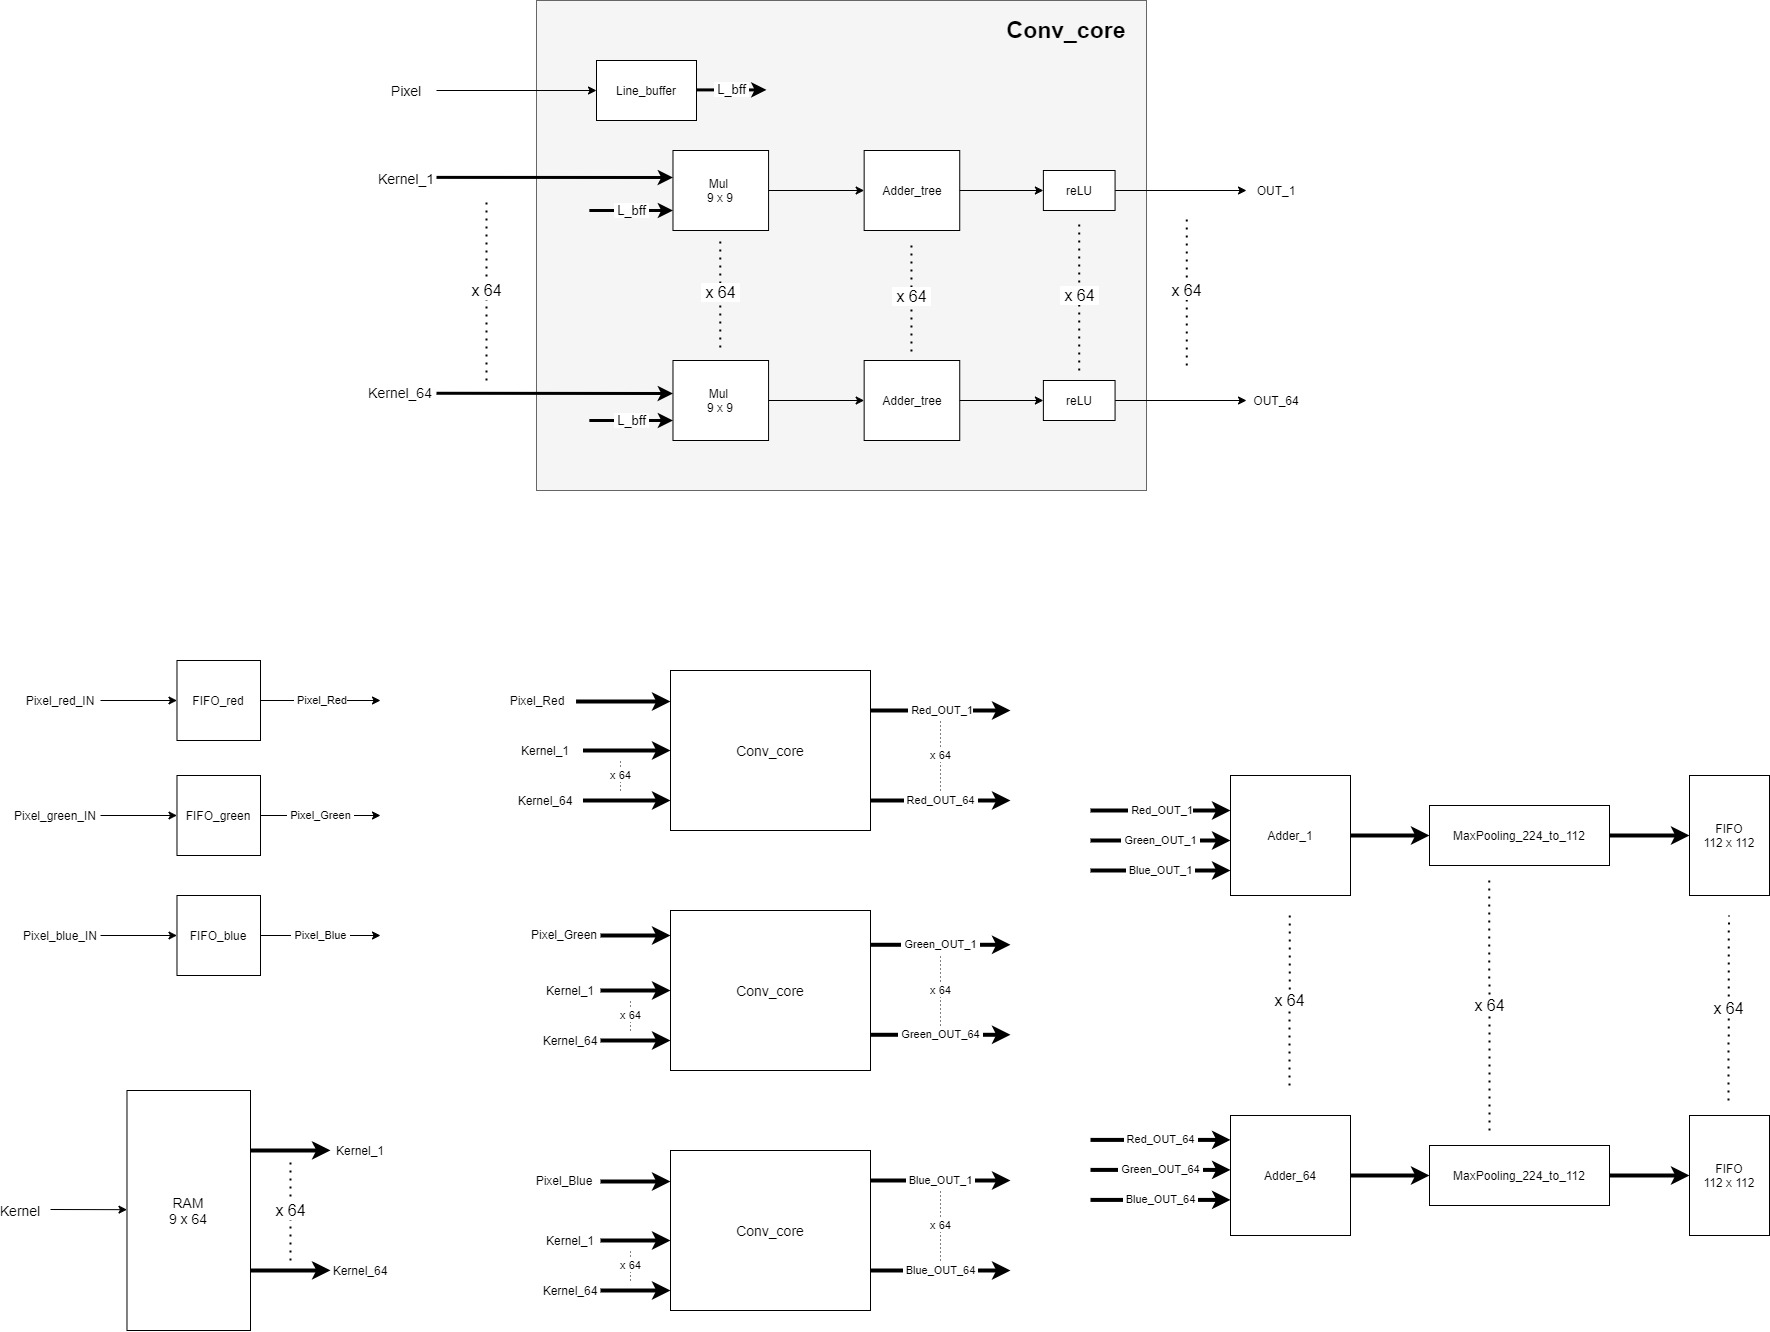 Conv_core
Pixel
Line_buffer
L_bff
Kernel_1
L_bff
Mul
9 x 9
Adder_tree
reLU
OUT_1
x 64
x 64
x 64
x 64
x 64
Kernel_64
L_bff
Mul
9 x 9
Adder_tree
reLU
OUT_64
Pixel_red_IN
FIFO_red
Pixel_Red
Pixel_green_IN
FIFO_green
Pixel_Green
Pixel_blue_IN
FIFO_blue
Pixel_Blue
Kernel
RAM
9 x 64
Kernel_1
x 64
Kernel_64
Pixel_Red
Kernel_1
x 64
Kernel_64
Conv_core
Red_OUT_1
x 64
Red_OUT_64
Pixel_Green
Kernel_1
x 64
Kernel_64
Conv_core
Green_OUT_1
x 64
Green_OUT_64
Pixel_Blue
Kernel_1
x 64
Kernel_64
Conv_core
Blue_OUT_1
x 64
Blue_OUT_64
Red_OUT_1
Green_OUT_1
Blue_OUT_1
Adder_1
MaxPooling_224_to_112
FIFO
112 x 112
x 64
x 64
x 64
Red_OUT_64
Green_OUT_64
Blue_OUT_64
Adder_64
MaxPooling_224_to_112
FIFO
112 x 112